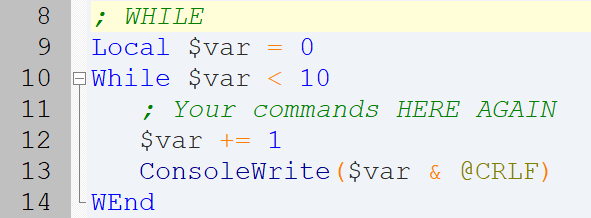 8 ; WHILE
9 Local $var = 0
10 While $var < 10
11 ; Your commands HERE AGAIN
12 $var += 1
13 ConsoleWrite($var & @CRLF)
14 WEnd